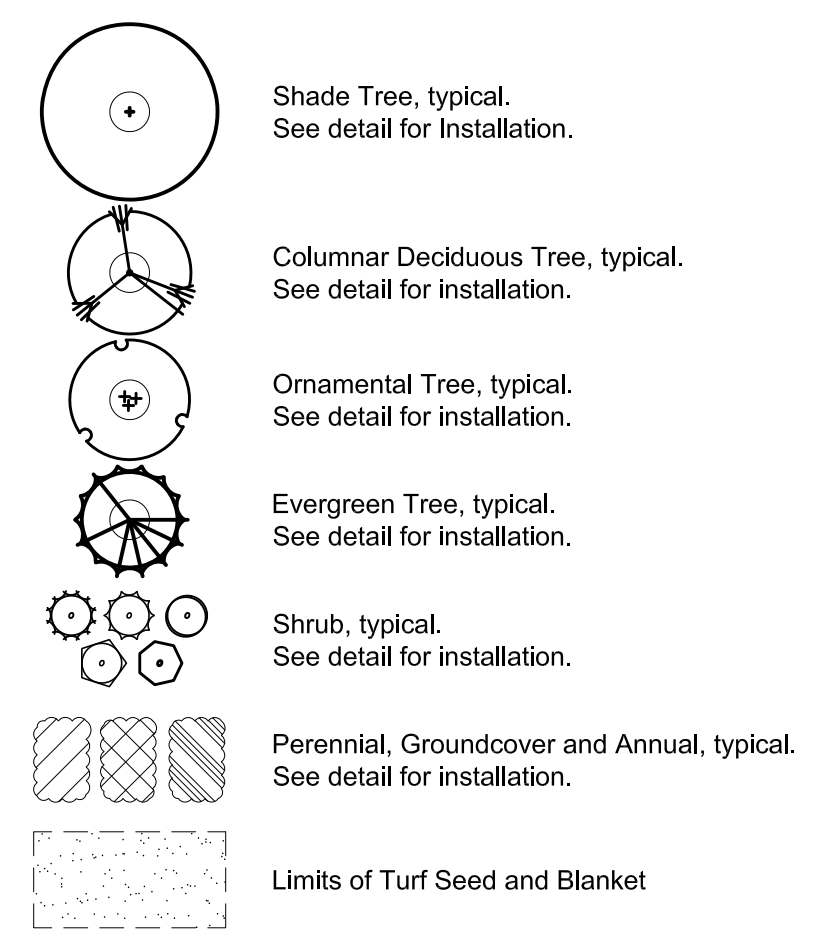 Shade Tree, typical.
See detail for Installation.
Columnar Deciduous Tree, typical.
See detail for installation.
Ornamental Tree, typical.
See detail for installation.
Evergreen Tree, typical.
See detail for installation.
Shrub, typical.
See detail for installation.
Perennial, Groundcover and Annual, typical.
See detail for installation.
Limits of Turf Seed and Blanket